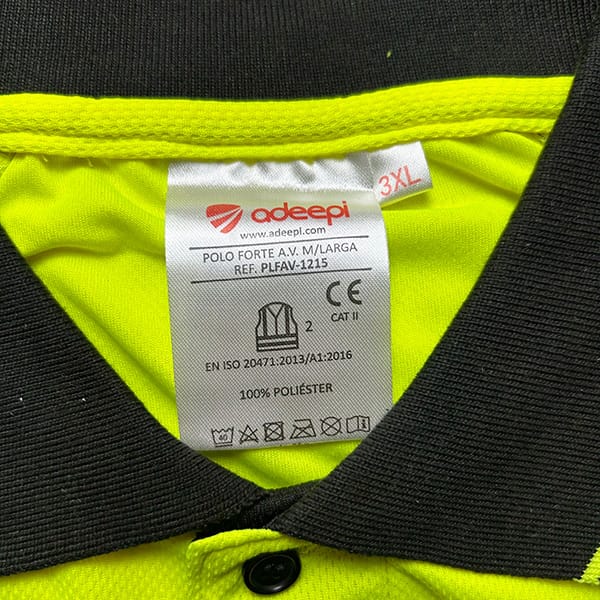 3XL
adeepi
www.adeepi.com
POLO FORTE A.V. M/LARGA
REF. PLFAV-1215
CE
CAT II
2
EN ISO 20471:2013/A1:2016
100% POLIÉSTER
40